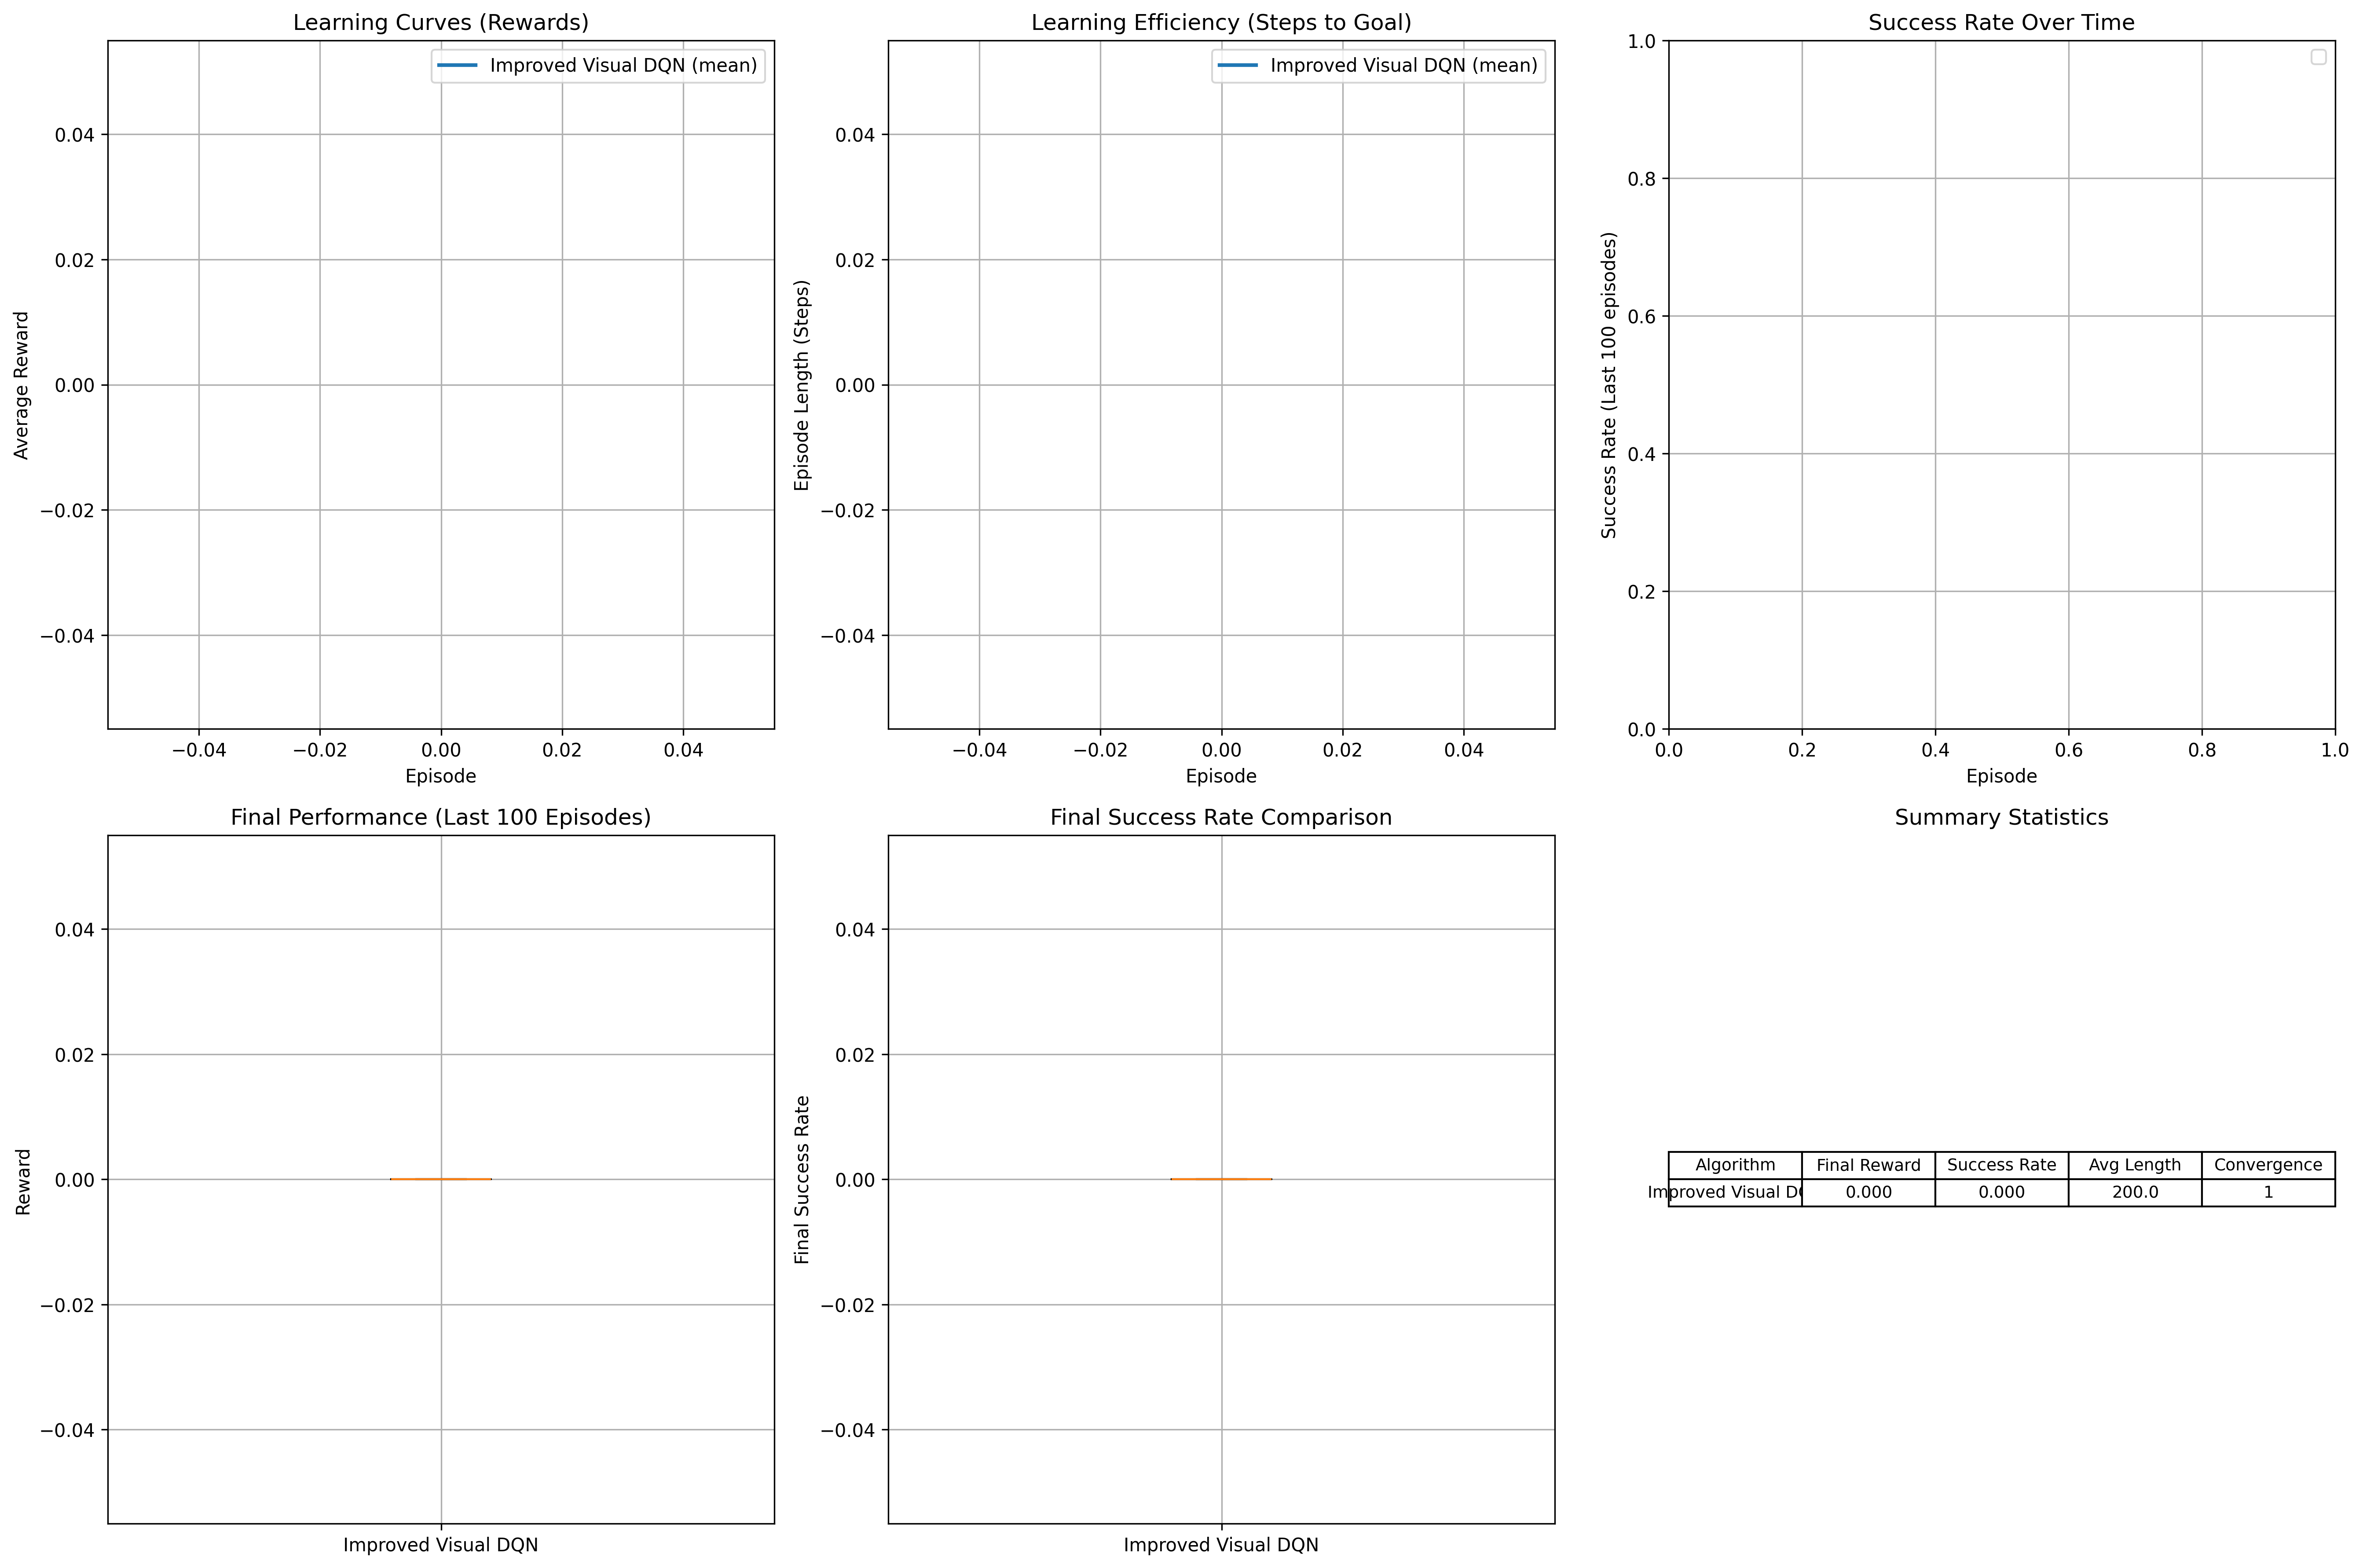 Learning Curves (Rewards)
Improved Visual DQN (mean)
Average Reward
0.04
0.02
0.00
−0.02
−0.04
−0.04 −0.02 0.00 0.02 0.04
Episode
Learning Efficiency (Steps to Goal)
Improved Visual DQN (mean)
Episode Length (Steps)
0.04
0.02
0.00
−0.02
−0.04
−0.04 −0.02 0.00 0.02 0.04
Episode
Success Rate Over Time
Success Rate (Last 100 episodes)
1.0
0.8
0.6
0.4
0.2
0.0
0.0 0.2 0.4 0.6 0.8 1.0
Episode
Final Performance (Last 100 Episodes)
Reward
0.04
0.02
0.00
−0.02
−0.04
Improved Visual DQN
Final Success Rate Comparison
Final Success Rate
0.04
0.02
0.00
−0.02
−0.04
Improved Visual DQN
Summary Statistics
Algorithm Final Reward Success Rate Avg Length Convergence
Improved Visual 0.000 0.000 200.0 1